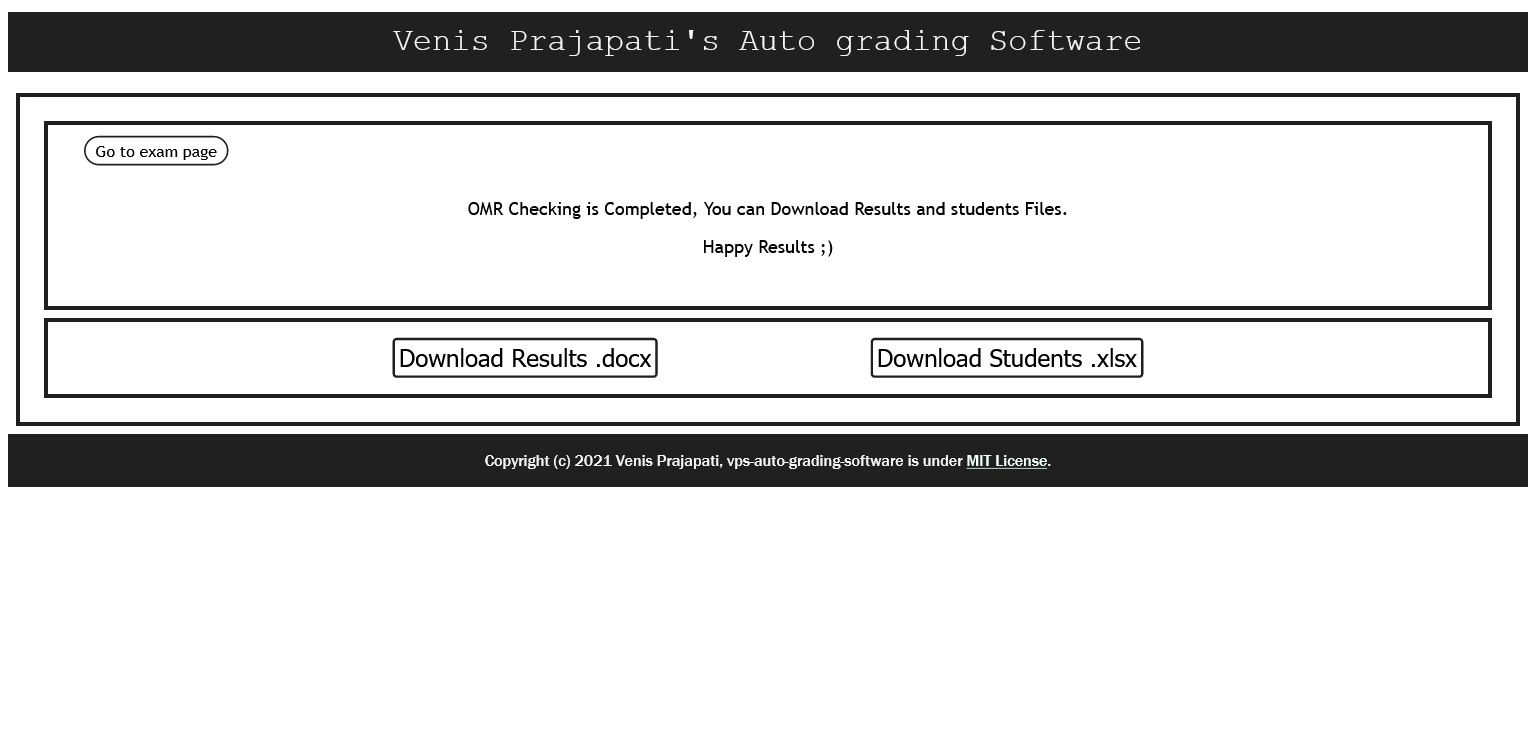 Venis Prajapati's Auto grading Software
Go to exam page
OMR Checking is Completed, You can Download Results and students Files.
Happy Results ;)
Download Results .docx
Download Students .xlsx
Copyright (c) 2021 Venis Prajapati, vps-auto-grading-software is under MIT License.